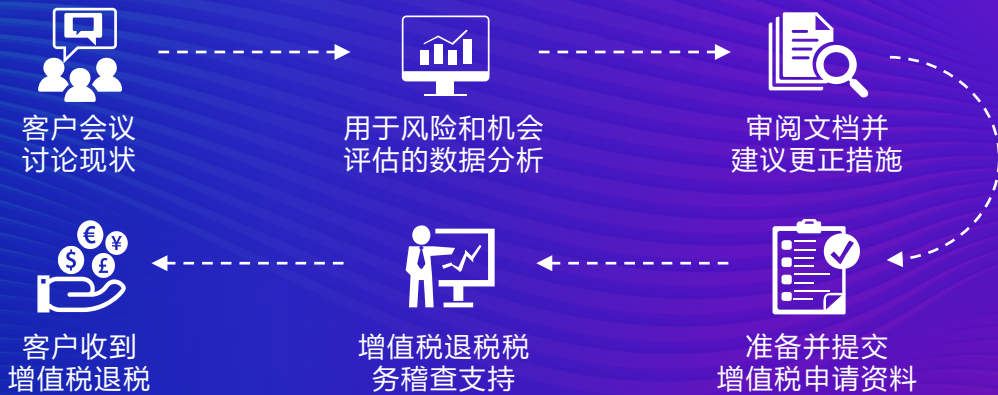 客户会议
讨论现状
用于风险和机会
评估的数据分析
审阅文档并
建议更正措施
准备并提交
增值税申请资料
增值税退税税
务稽查支持
客户收到
增值税退税
€
¥
$
£